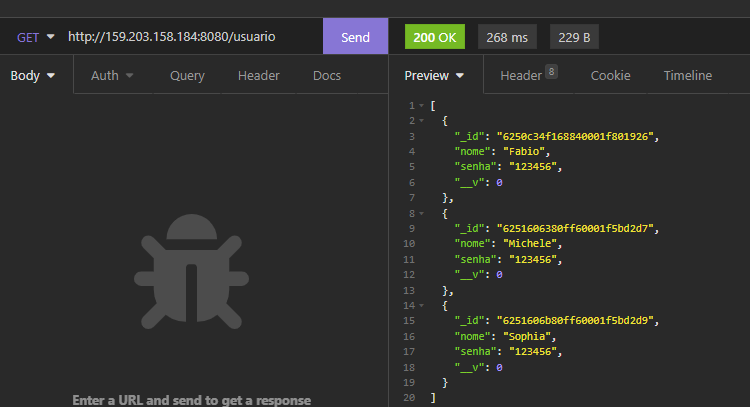 GET http://159.203.158.184:8080/usuario Send 200 OK 268 ms 229 B
Body Auth Query Header Docs Preview Header 8 Cookie Timeline
1 [
2 {
3 "_id": "6250c34f168840001f801926",
4 "nome": "Fabio",
5 "senha": "123456",
6 "__v": 0
7 },
8 {
9 "_id": "6251606380ff60001f5bd2d7",
10 "nome": "Michele",
11 "senha": "123456",
12 "__v": 0
13 },
14 {
15 "_id": "6251606b80ff60001f5bd2d9",
16 "nome": "Sophia",
17 "senha": "123456",
18 "__v": 0
19 }
20 ]
Enter a URL and send to get a response